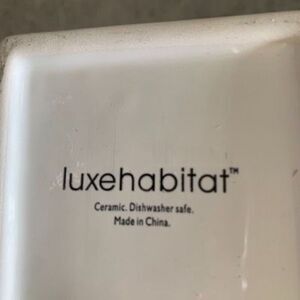 luxehabitat™
Ceramic. Dishwasher safe.
Made in China.